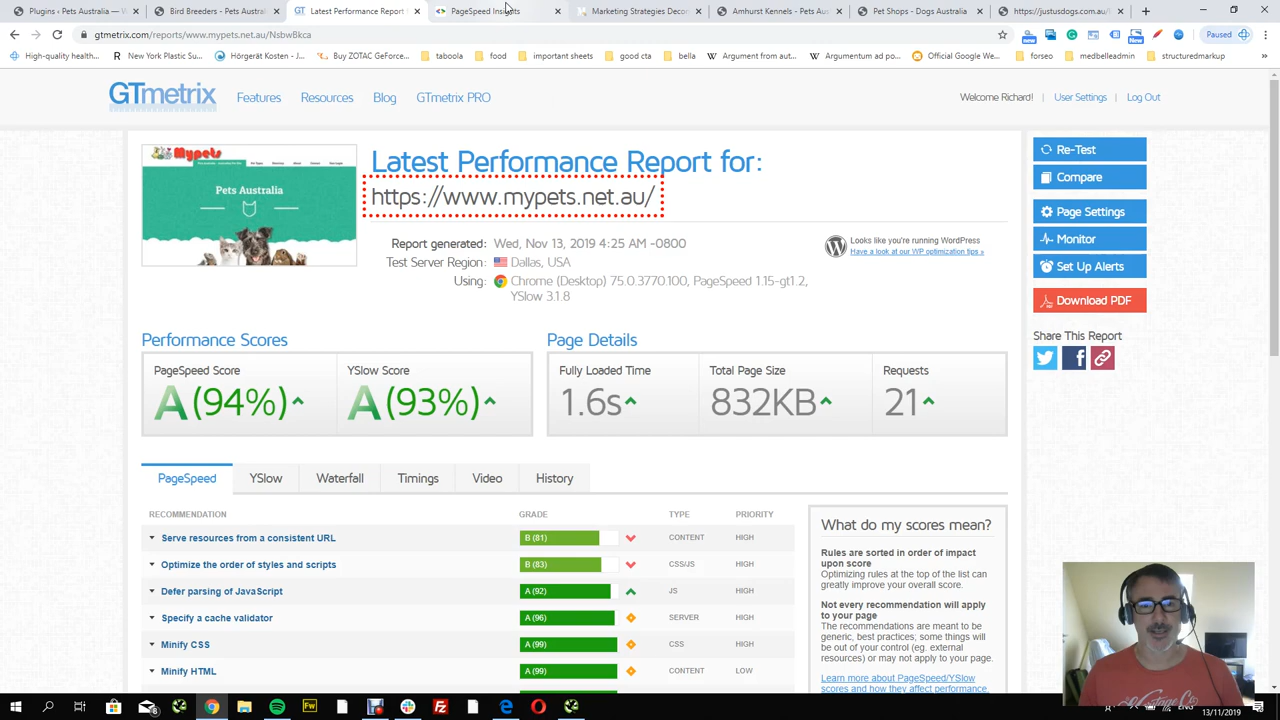 Plugins ‹ Pets Australia — W
Bird Breeders - Pets Australia
Latest Performance Report for:
PageSpeed Insights
Marketing Strategies Deco
Amhurst Kennels - Pets Aust
Pets Australia -
https://justusdogs.com.au/
gtmetrix.com/reports/www.mypets.net.au/NsbwBkca
Paused
High-quality health
New York Plastic Su
Hörgerät Kosten - J
Buy ZOTAC GeForce
taboola
food
important sheets
good cta
bella
Argument from aut
Argumentum ad po
Official Google We
forseo
medbelleadmin
structuredmarkup
GTmetrix
Features
Resources
Blog
GTmetrix PRO
Welcome Richard! | User Settings | Log Out
Mypets
Pets Australia
Latest Performance Report for:
https://www.mypets.net.au/
Report generated: Wed, Nov 13, 2019 4:25 AM -0800
Test Server Region: Dallas, USA
Using: Chrome (Desktop) 75.0.3770.100, PageSpeed 1.15-gt1.2,
YSlow 3.1.8
Looks like you're running WordPress
Have a look at our WP optimization tips »
Re-Test
Compare
Page Settings
Monitor
Set Up Alerts
Download PDF
Share This Report
Performance Scores
PageSpeed Score
A (94%)
YSlow Score
A (93%)
Page Details
Fully Loaded Time
1.6s
Total Page Size
832KB
Requests
21
PageSpeed
YSlow
Waterfall
Timings
Video
History
RECOMMENDATION GRADE TYPE PRIORITY
Serve resources from a consistent URL B (81) CONTENT HIGH
Optimize the order of styles and scripts B (83) CSS/JS HIGH
Defer parsing of JavaScript A (92) JS HIGH
Specify a cache validator A (96) SERVER HIGH
Minify CSS A (99) CSS HIGH
Minify HTML A (99) CONTENT LOW
What do my scores mean?
Rules are sorted in order of impact
upon score
Optimizing rules at the top of the list can
greatly improve your overall score.
Not every recommendation will apply
to your page
The recommendations are meant to be
generic, best practices; some things will
be out of your control (eg. external
resources) or may not apply to your page.
Learn more about PageSpeed/YSlow
scores and how they affect performance.
ENG
13/11/2019